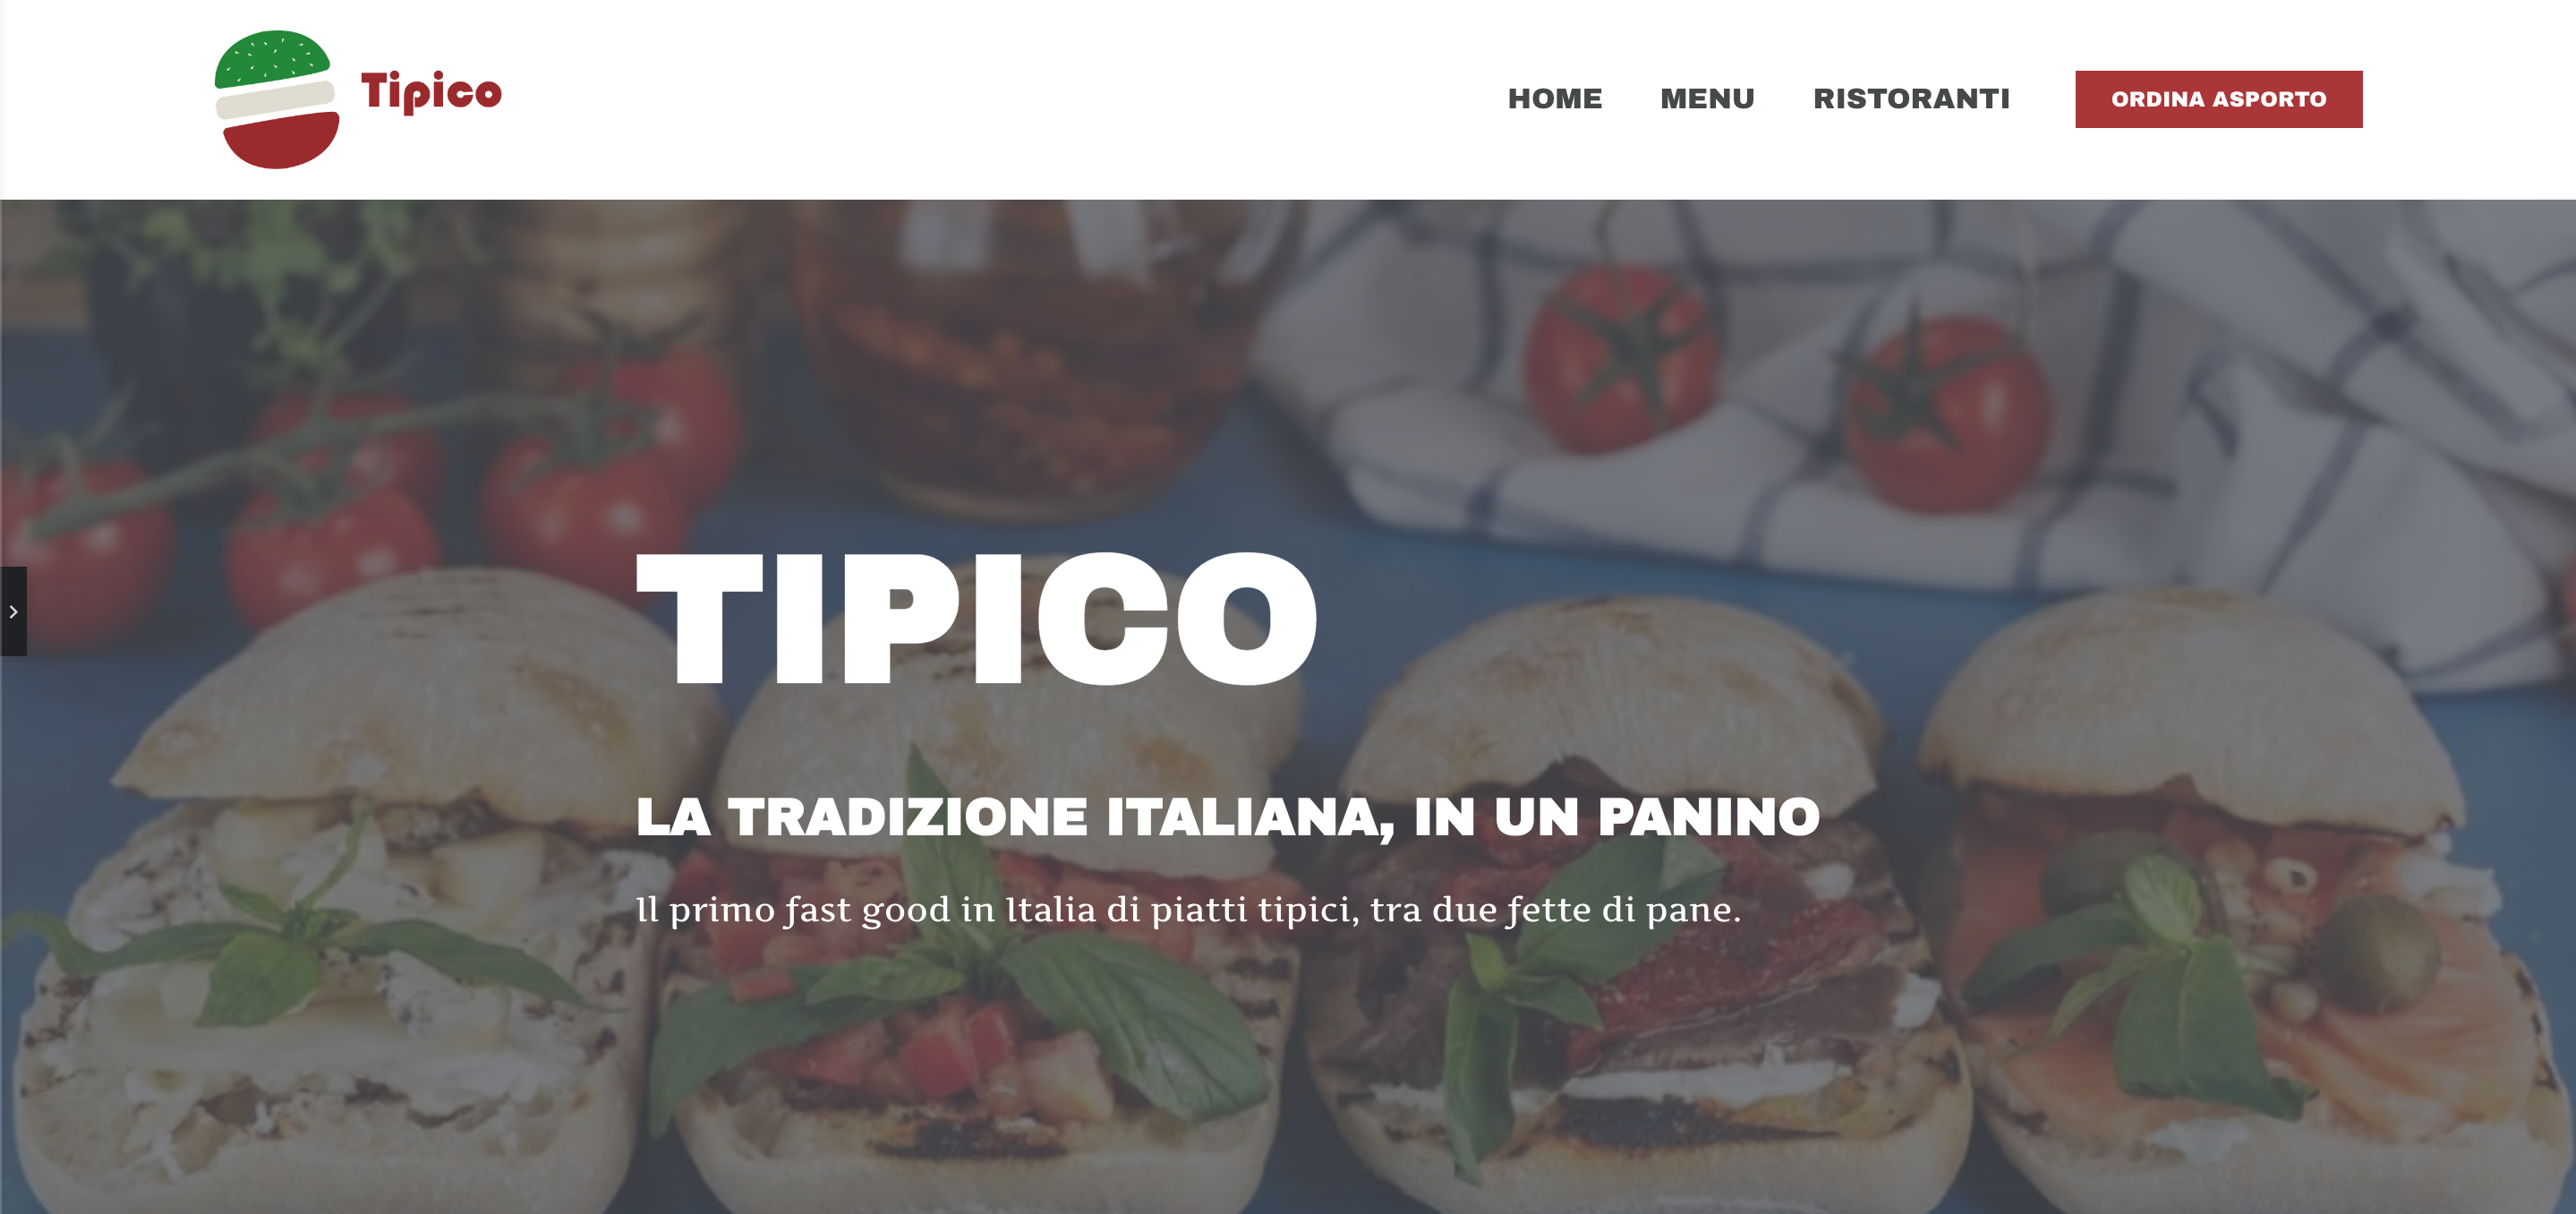 Tipico
HOME MENU RISTORANTI ORDINA ASPORTO
TIPICO
LA TRADIZIONE ITALIANA, IN UN PANINO
Il primo fast good in Italia di piatti tipici, tra due fette di pane.